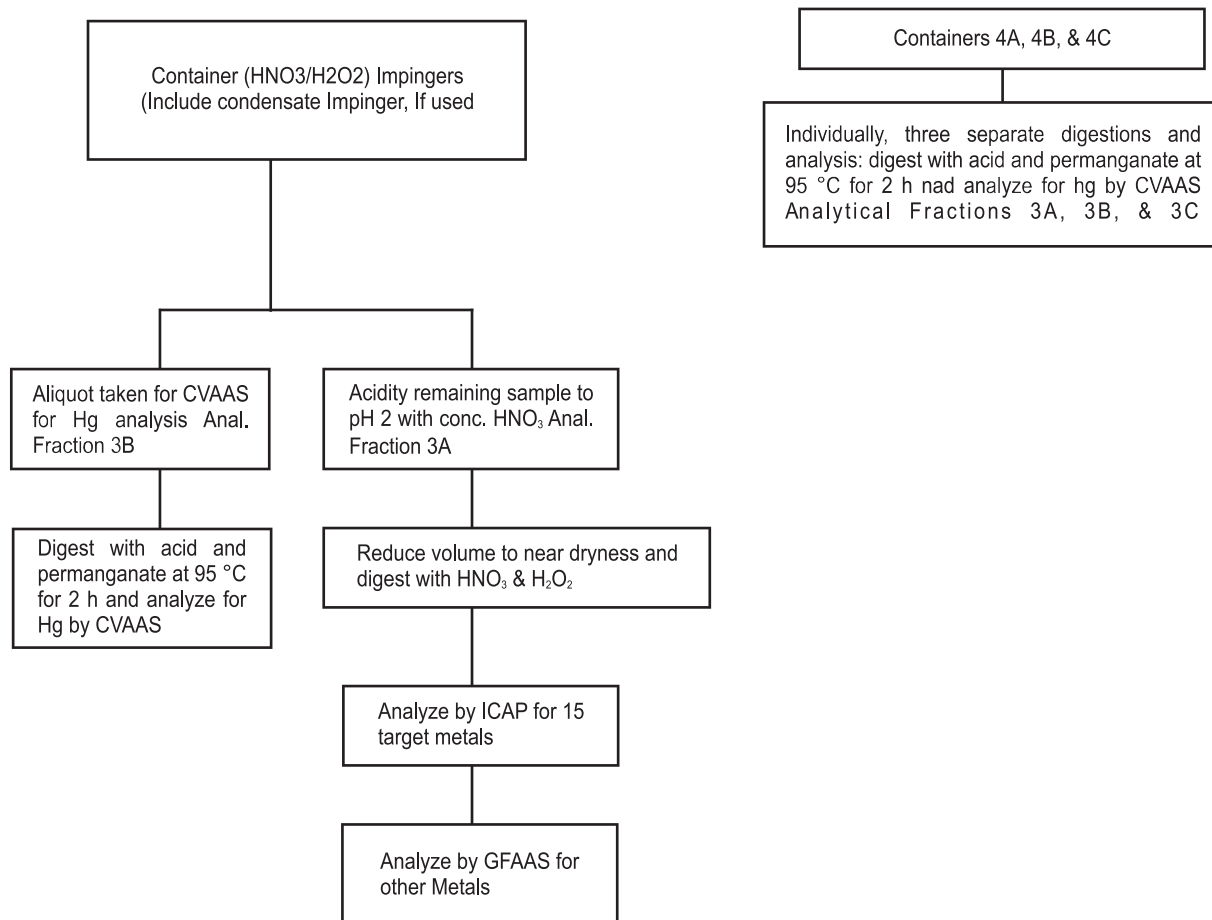 Container (HNO3/H2O2) Impingers
(Include condensate Impinger, If used
Containers 4A, 4B, & 4C
Individually, three separate digestions and
analysis: digest with acid and permanganate at
95 °C for 2 h nad analyze for hg by CVAAS
Analytical Fractions 3A, 3B, & 3C
Aliquot taken for CVAAS
for Hg analysis Anal.
Fraction 3B
Acidity remaining sample to
pH 2 with conc. HNO₃ Anal.
Fraction 3A
Digest with acid and
permanganate at 95 °C
for 2 h and analyze for
Hg by CVAAS
Reduce volume to near dryness and
digest with HNO₃ & H₂O₂
Analyze by ICAP for 15
target metals
Analyze by GFAAS for
other Metals